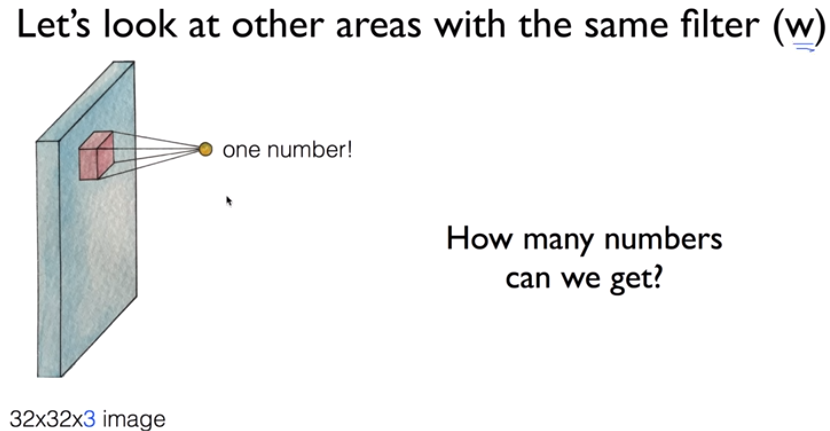 Let's look at other areas with the same filter (w)
one number!
How many numbers
can we get?
32x32x3 image